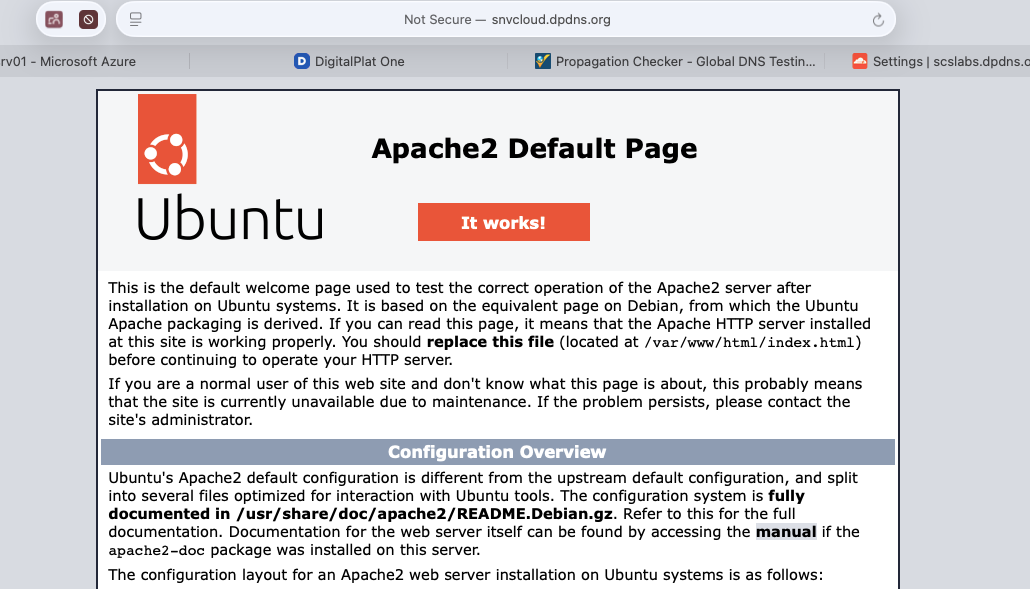 Not Secure — snvcloud.dpdns.org
rv01 - Microsoft Azure
DigitalPlat One
Propagation Checker - Global DNS Testin...
Settings | scslabs.dpdns.o
Apache2 Default Page
Ubuntu
It works!
This is the default welcome page used to test the correct operation of the Apache2 server after
installation on Ubuntu systems. It is based on the equivalent page on Debian, from which the Ubuntu
Apache packaging is derived. If you can read this page, it means that the Apache HTTP server installed
at this site is working properly. You should replace this file (located at /var/www/html/index.html)
before continuing to operate your HTTP server.
If you are a normal user of this web site and don't know what this page is about, this probably means
that the site is currently unavailable due to maintenance. If the problem persists, please contact the
site's administrator.
Configuration Overview
Ubuntu's Apache2 default configuration is different from the upstream default configuration, and split
into several files optimized for interaction with Ubuntu tools. The configuration system is fully
documented in /usr/share/doc/apache2/README.Debian.gz. Refer to this for the full
documentation. Documentation for the web server itself can be found by accessing the manual if the
apache2-doc package was installed on this server.
The configuration layout for an Apache2 web server installation on Ubuntu systems is as follows: